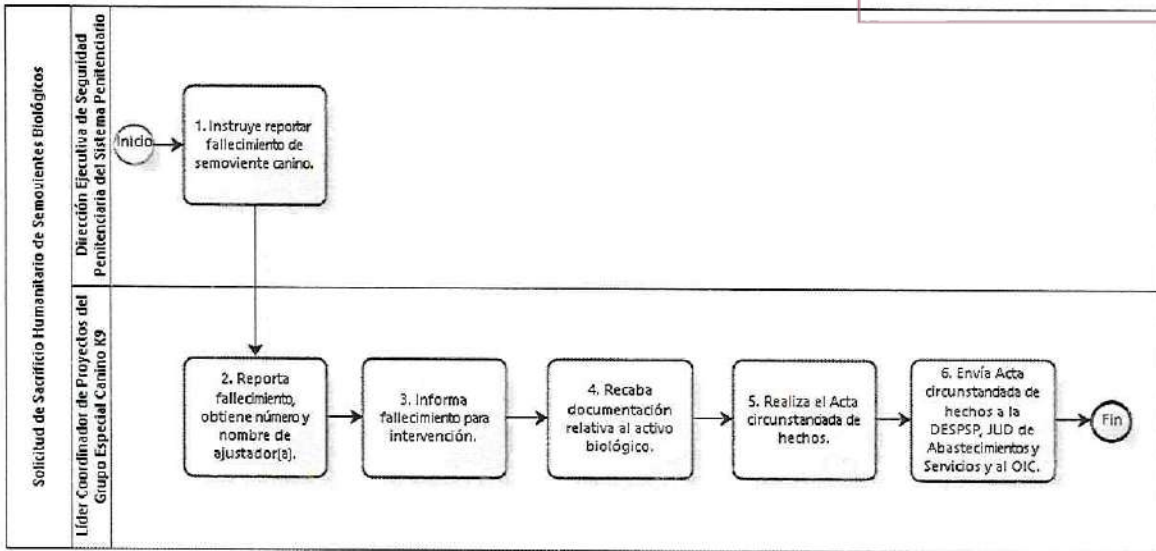 Solicitud de Sacrificio Humanitario de Semovientes Biológicos
Dirección Ejecutiva de Seguridad
Penitenciaria del Sistema Penitenciario
Inicio
1. Instruye reportar
fallecimiento de
semoviente canino.
Líder Coordinador de Proyectos del
Grupo Especial Canino K9
2. Reporta
fallecimiento,
obtiene número y
nombre de
ajustador(a).
3. Informa
fallecimiento para
intervención.
4. Recaba
documentación
relativa al activo
biológico.
5. Realiza el Acta
circunstanciada de
hechos.
6. Envía Acta
circunstanciada de
hechos a la
DESPSP, JUD de
Abastecimientos y
Servicios y al OIC.
Fin